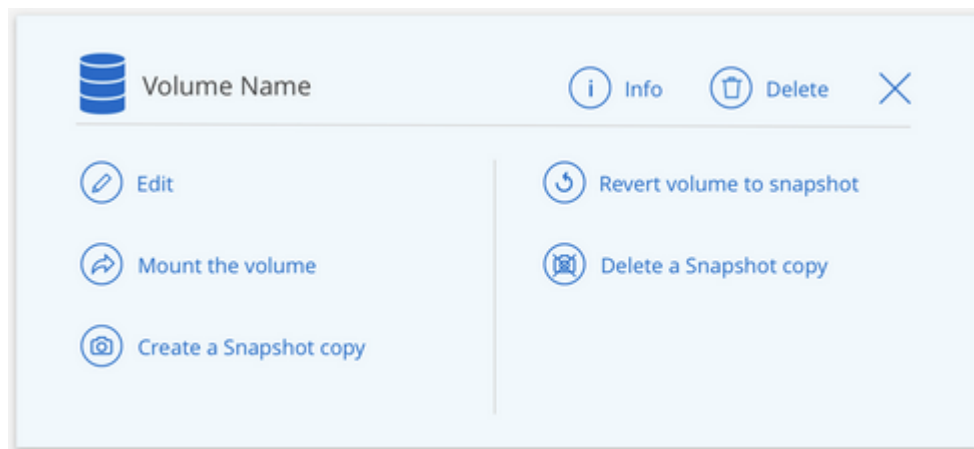 Volume Name
Info
Delete
Edit
Mount the volume
Create a Snapshot copy
Revert volume to snapshot
Delete a Snapshot copy